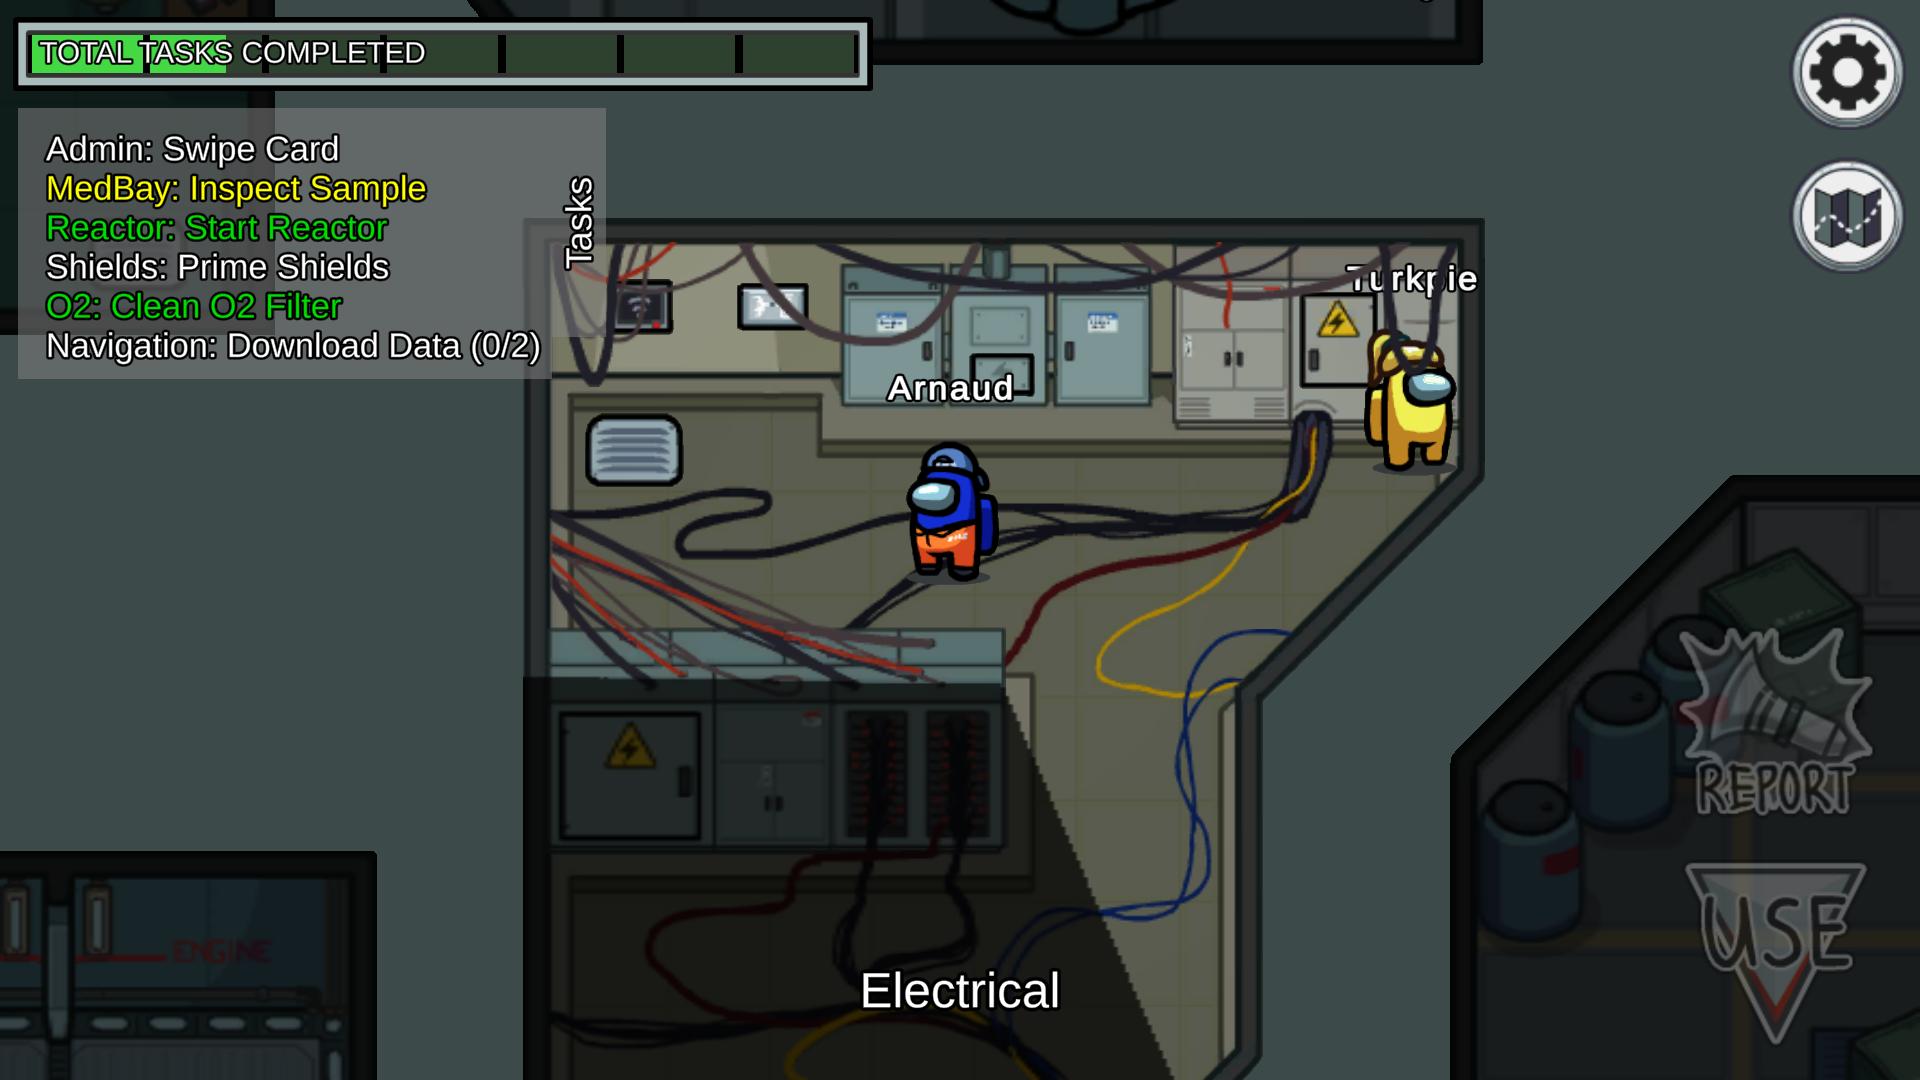 TOTAL TASKS COMPLETED
Admin: Swipe Card
MedBay: Inspect Sample
Reactor: Start Reactor
Shields: Prime Shields
O2: Clean O2 Filter
Navigation: Download Data (0/2)
Tasks
Turkpie
Arnaud
REPORT
USE
ENGINE
Electrical